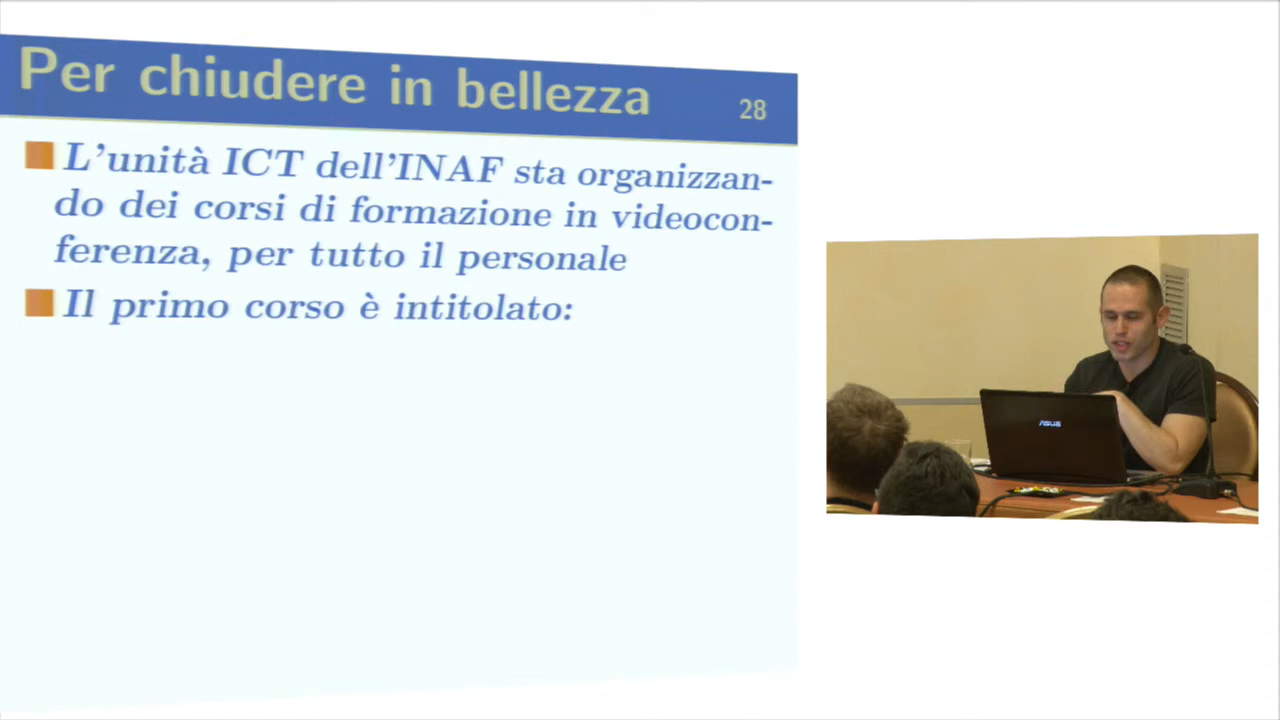 Per chiudere in bellezza
28
L'unità ICT dell'INAF sta organizzan-
do dei corsi di formazione in videocon-
ferenza, per tutto il personale
Il primo corso è intitolato:
ASUS